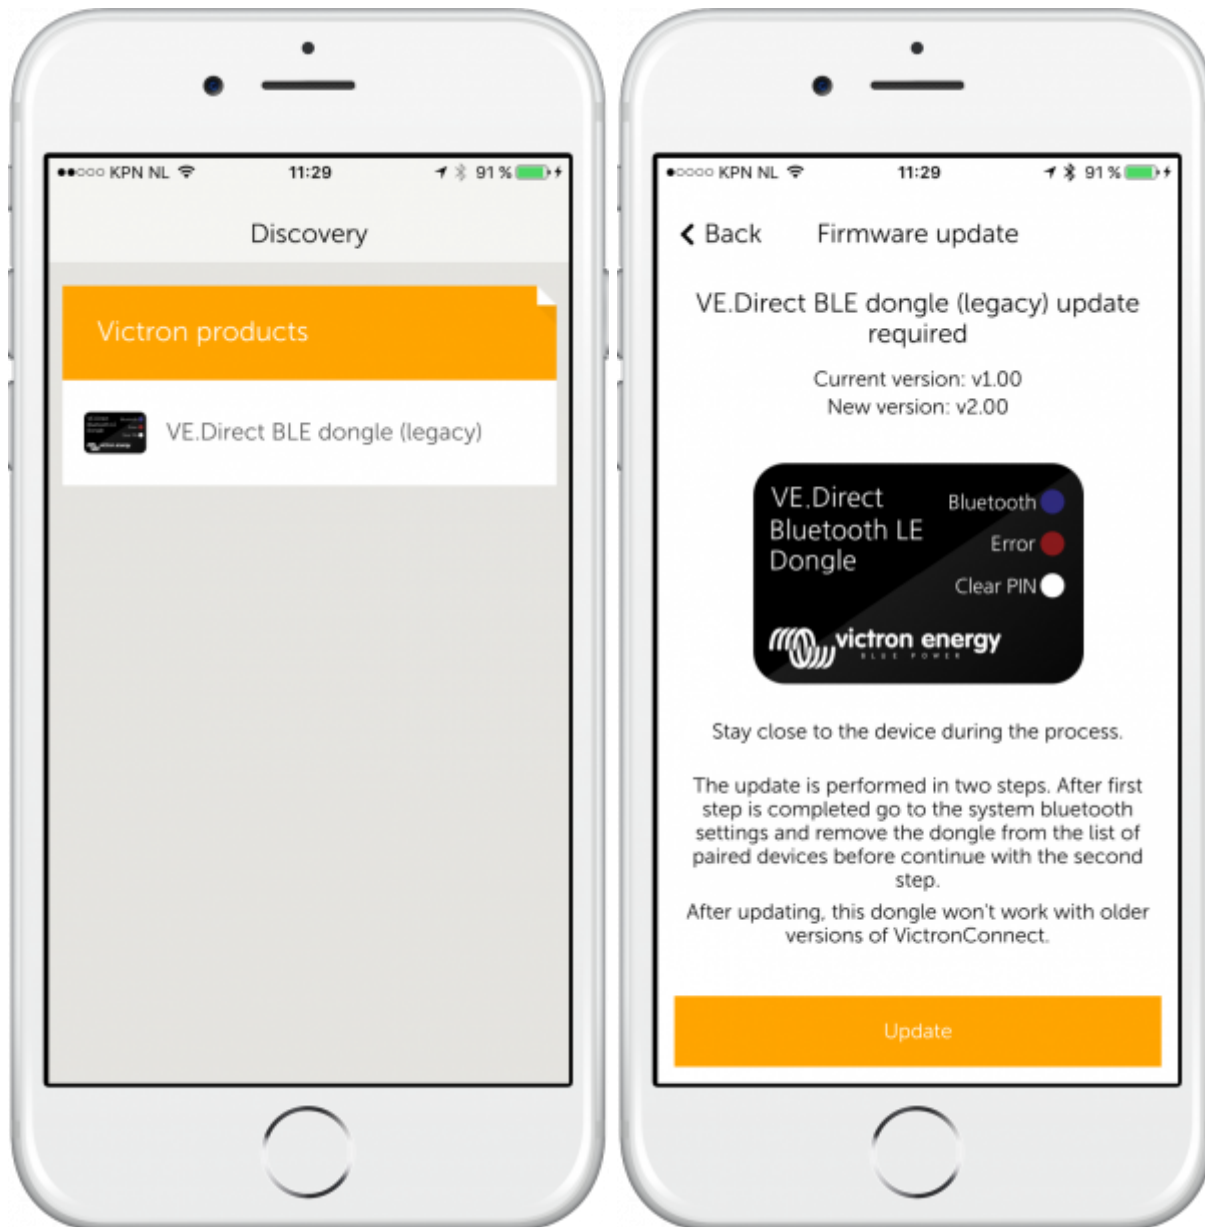 KPN NL
11:29
91 %
Discovery
Victron products
VE.Direct BLE dongle (legacy)
KPN NL
11:29
91 %
Back
Firmware update
VE.Direct BLE dongle (legacy) update
required
Current version: v1.00
New version: v2.00
VE.Direct
Bluetooth LE
Dongle
Bluetooth
Error
Clear PIN
victron energy
BLUE POWER
Stay close to the device during the process.
The update is performed in two steps. After first
step is completed go to the system bluetooth
settings and remove the dongle from the list of
paired devices before continue with the second
step.
After updating, this dongle won't work with older
versions of VictronConnect.
Update